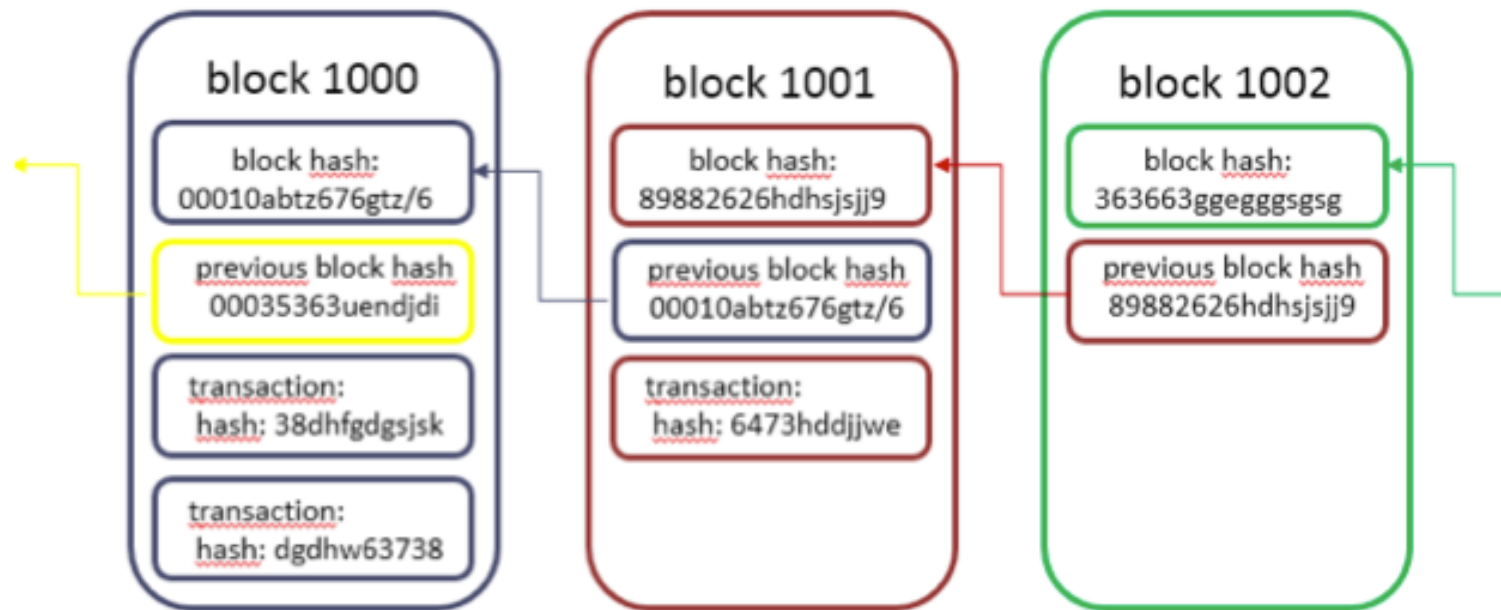 block 1000
block hash:
00010abtz676gtz/6
previous block hash
00035363uendjdi
transaction:
hash: 38dhfgdgsjsk
transaction:
hash: dgdhw63738
block 1001
block hash:
89882626hdhsjsjj9
previous block hash
00010abtz676gtz/6
transaction:
hash: 6473hddjjwe
block 1002
block hash:
363663ggegggsgsg
previous block hash
89882626hdhsjsjj9